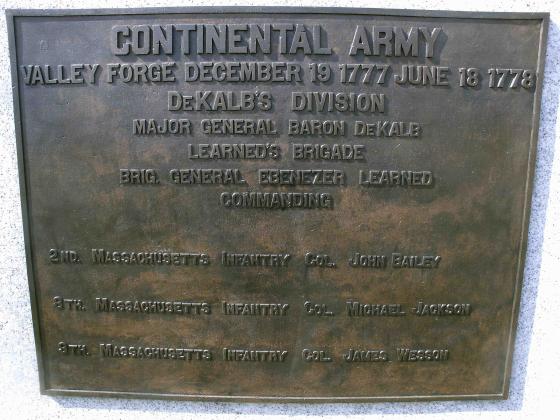 CONTINENTAL ARMY
VALLEY FORGE DECEMBER 19 1777 JUNE 18 1778
DEKALB'S DIVISION
MAJOR GENERAL BARON DEKALB
LEARNED'S BRIGADE
BRIG. GENERAL EBENEZER LEARNED
COMMANDING
2ND. MASSACHUSETTS INFANTRY COL. JOHN BAILEY
8TH. MASSACHUSETTS INFANTRY COL. MICHAEL JACKSON
9TH. MASSACHUSETTS INFANTRY COL. JAMES WESSON